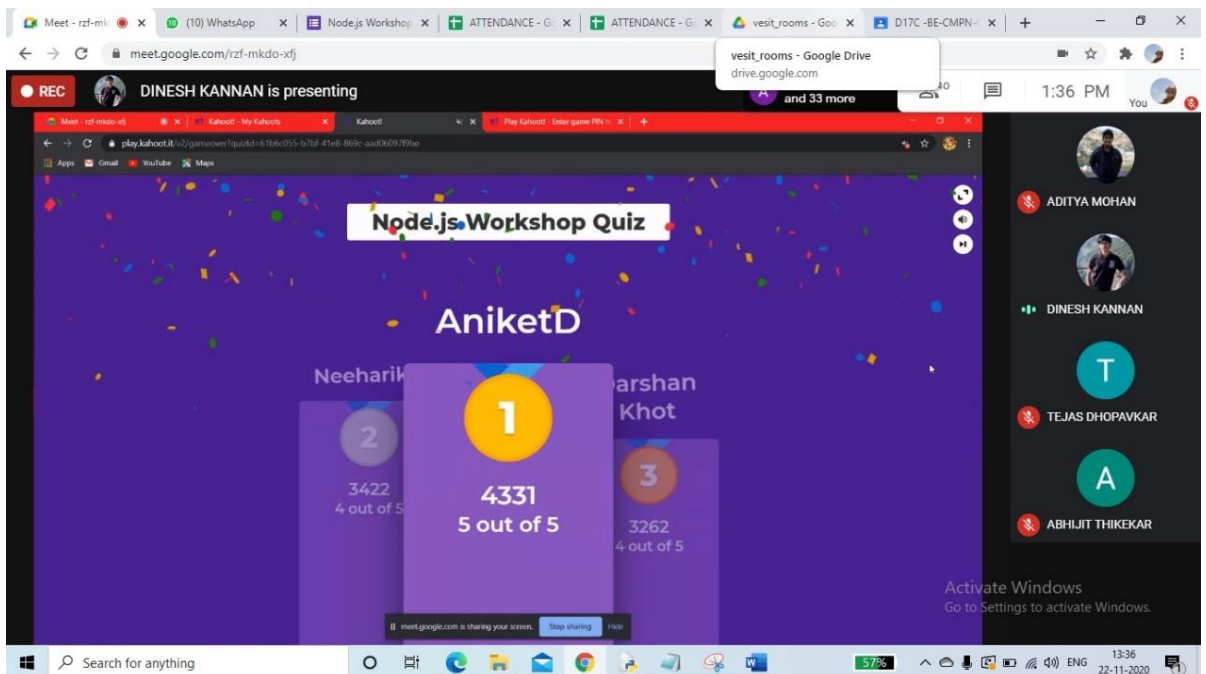 Meet - rzf-mk
(10) WhatsApp
Node.js Workshop
ATTENDANCE - G
ATTENDANCE - G
vesit_rooms - Goo
D17C -BE-CMPN-
meet.google.com/rzf-mkdo-xfj
vesit_rooms - Google Drive
drive.google.com
REC
DINESH KANNAN is presenting
A
and 33 more
40
1:36 PM
You
Meet - rzf-mkdo-xfj
Kahoot! - My Kahoots
Kahoot!
Play Kahoot! - Enter game PIN
play.kahoot.it/v2/gameover?quizId=
Apps
Gmail
YouTube
Maps
Node.js Workshop Quiz
AniketD
Neeharik
arshan
Khot
1
2
3
3422
4 out of 5
4331
5 out of 5
3262
4 out of 5
ADITYA MOHAN
DINESH KANNAN
T
TEJAS DHOPAVKAR
A
ABHIJIT THIKEKAR
Activate Windows
Go to Settings to activate Windows.
meet.google.com is sharing your screen.
Stop sharing
Hide
Search for anything
57%
ENG
13:36
22-11-2020